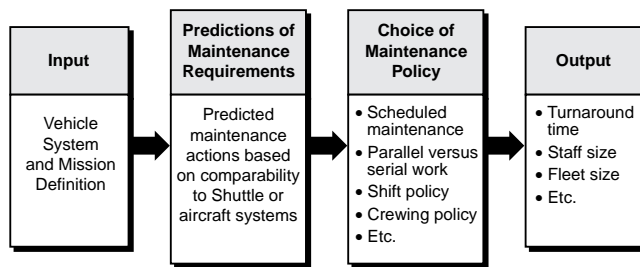 Input
Vehicle
System
and Mission
Definition
Predictions of
Maintenance
Requirements
Predicted
maintenance
actions based
on comparability
to Shuttle or
aircraft systems
Choice of
Maintenance
Policy
• Scheduled
maintenance
• Parallel versus
serial work
• Shift policy
• Crewing policy
• Etc.
Output
• Turnaround
time
• Staff size
• Fleet size
• Etc.